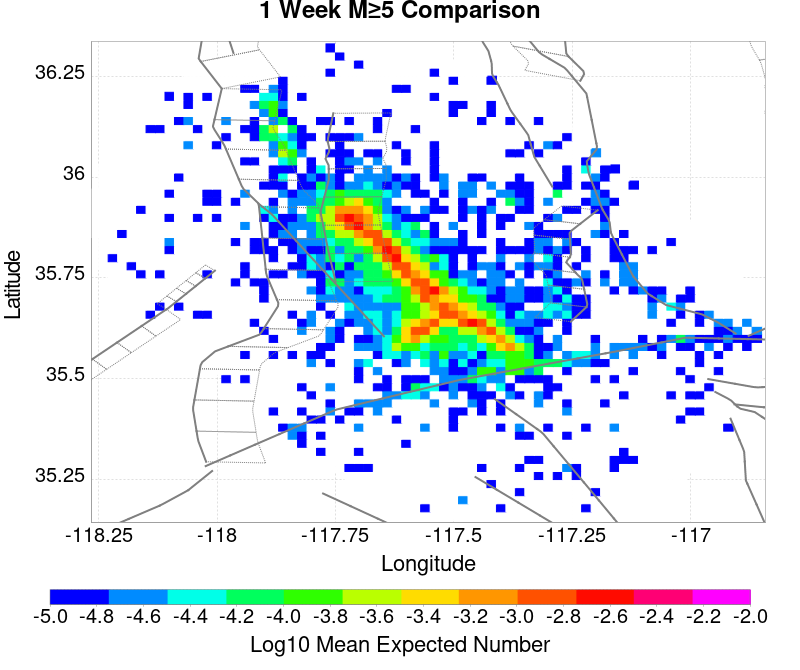 1 Week M≥5 Comparison
36.25
36
35.75
35.5
35.25
Latitude
-118.25 -118 -117.75 -117.5 -117.25 -117
Longitude
-5.0 -4.8 -4.6 -4.4 -4.2 -4.0 -3.8 -3.6 -3.4 -3.2 -3.0 -2.8 -2.6 -2.4 -2.2 -2.0
Log10 Mean Expected Number